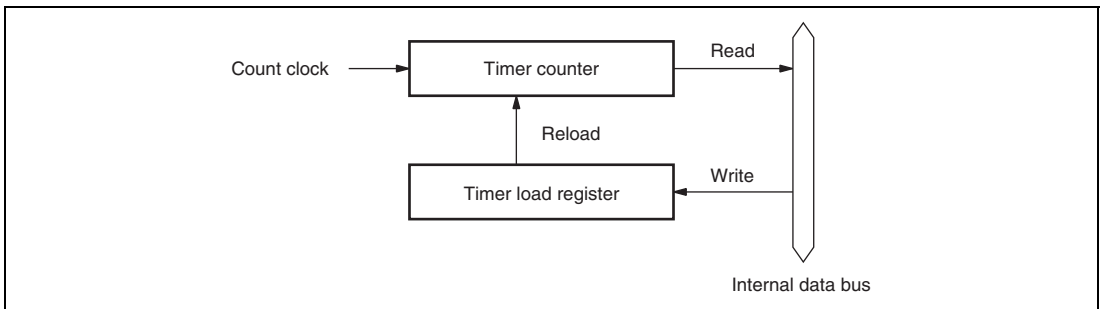 Read
Count clock
Timer counter
Reload
Write
Timer load register
Internal data bus